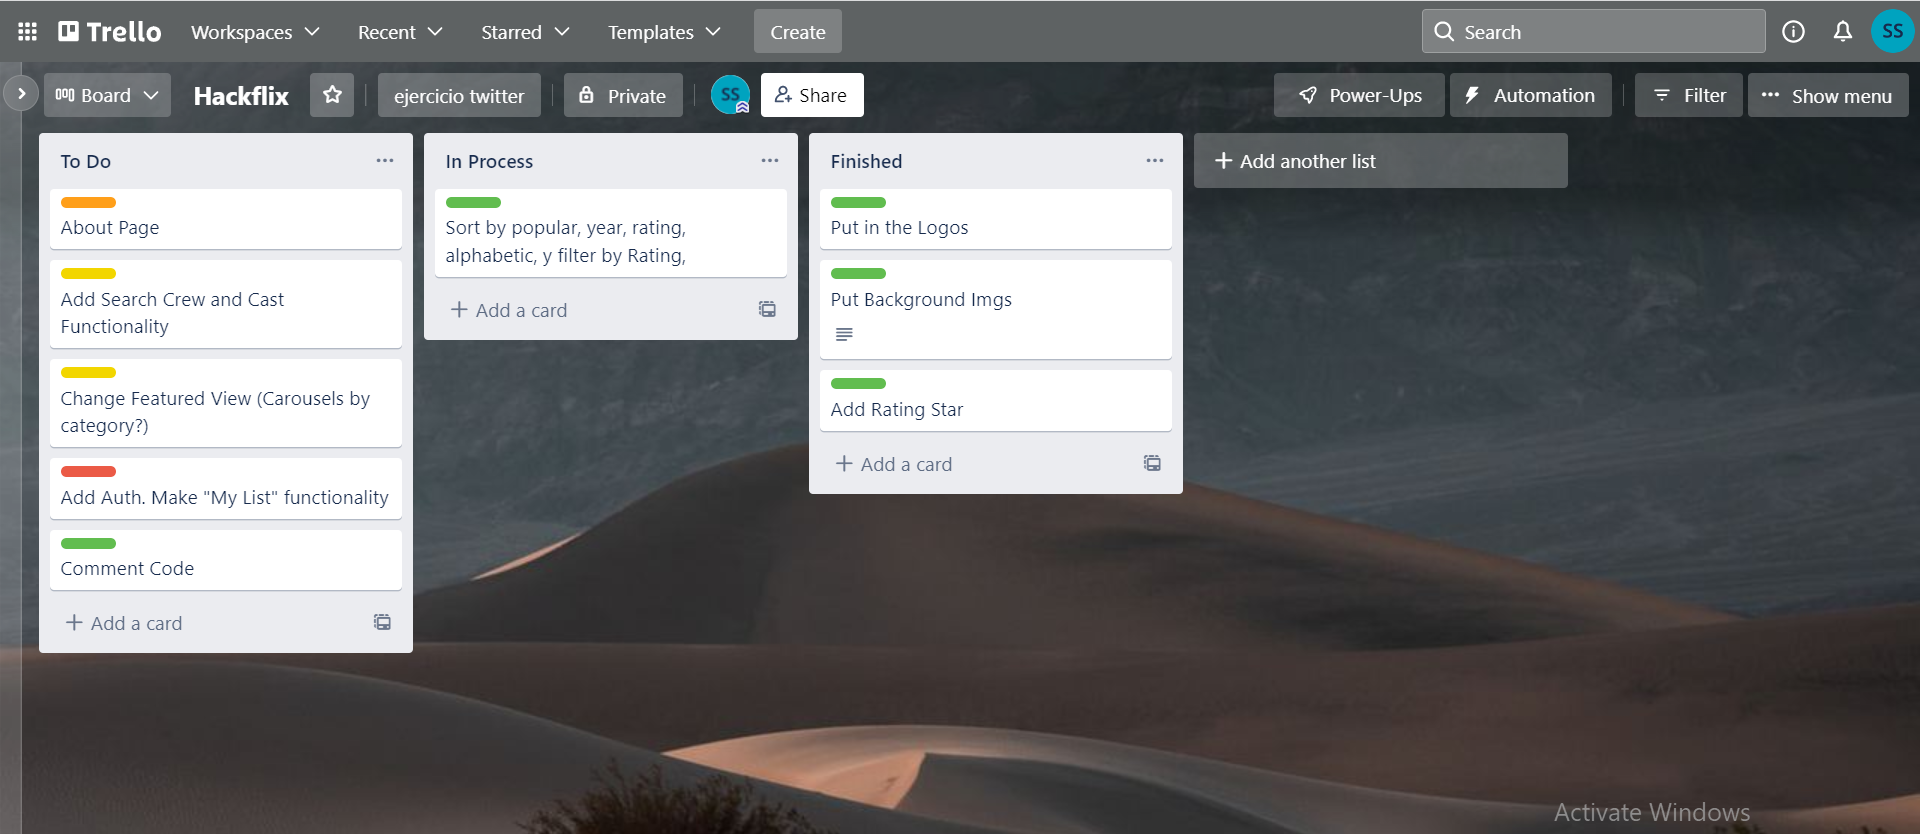 Trello
Workspaces
Recent
Starred
Templates
Create
Search
SS
Board
Hackflix
ejercicio twitter
Private
SS
Share
Power-Ups
Automation
Filter
Show menu
To Do
About Page
Add Search Crew and Cast
Functionality
Change Featured View (Carousels by
category?)
Add Auth. Make "My List" functionality
Comment Code
Add a card
In Process
Sort by popular, year, rating,
alphabetic, y filter by Rating,
Add a card
Finished
Put in the Logos
Put Background Imgs
Add Rating Star
Add a card
Add another list
Activate Windows